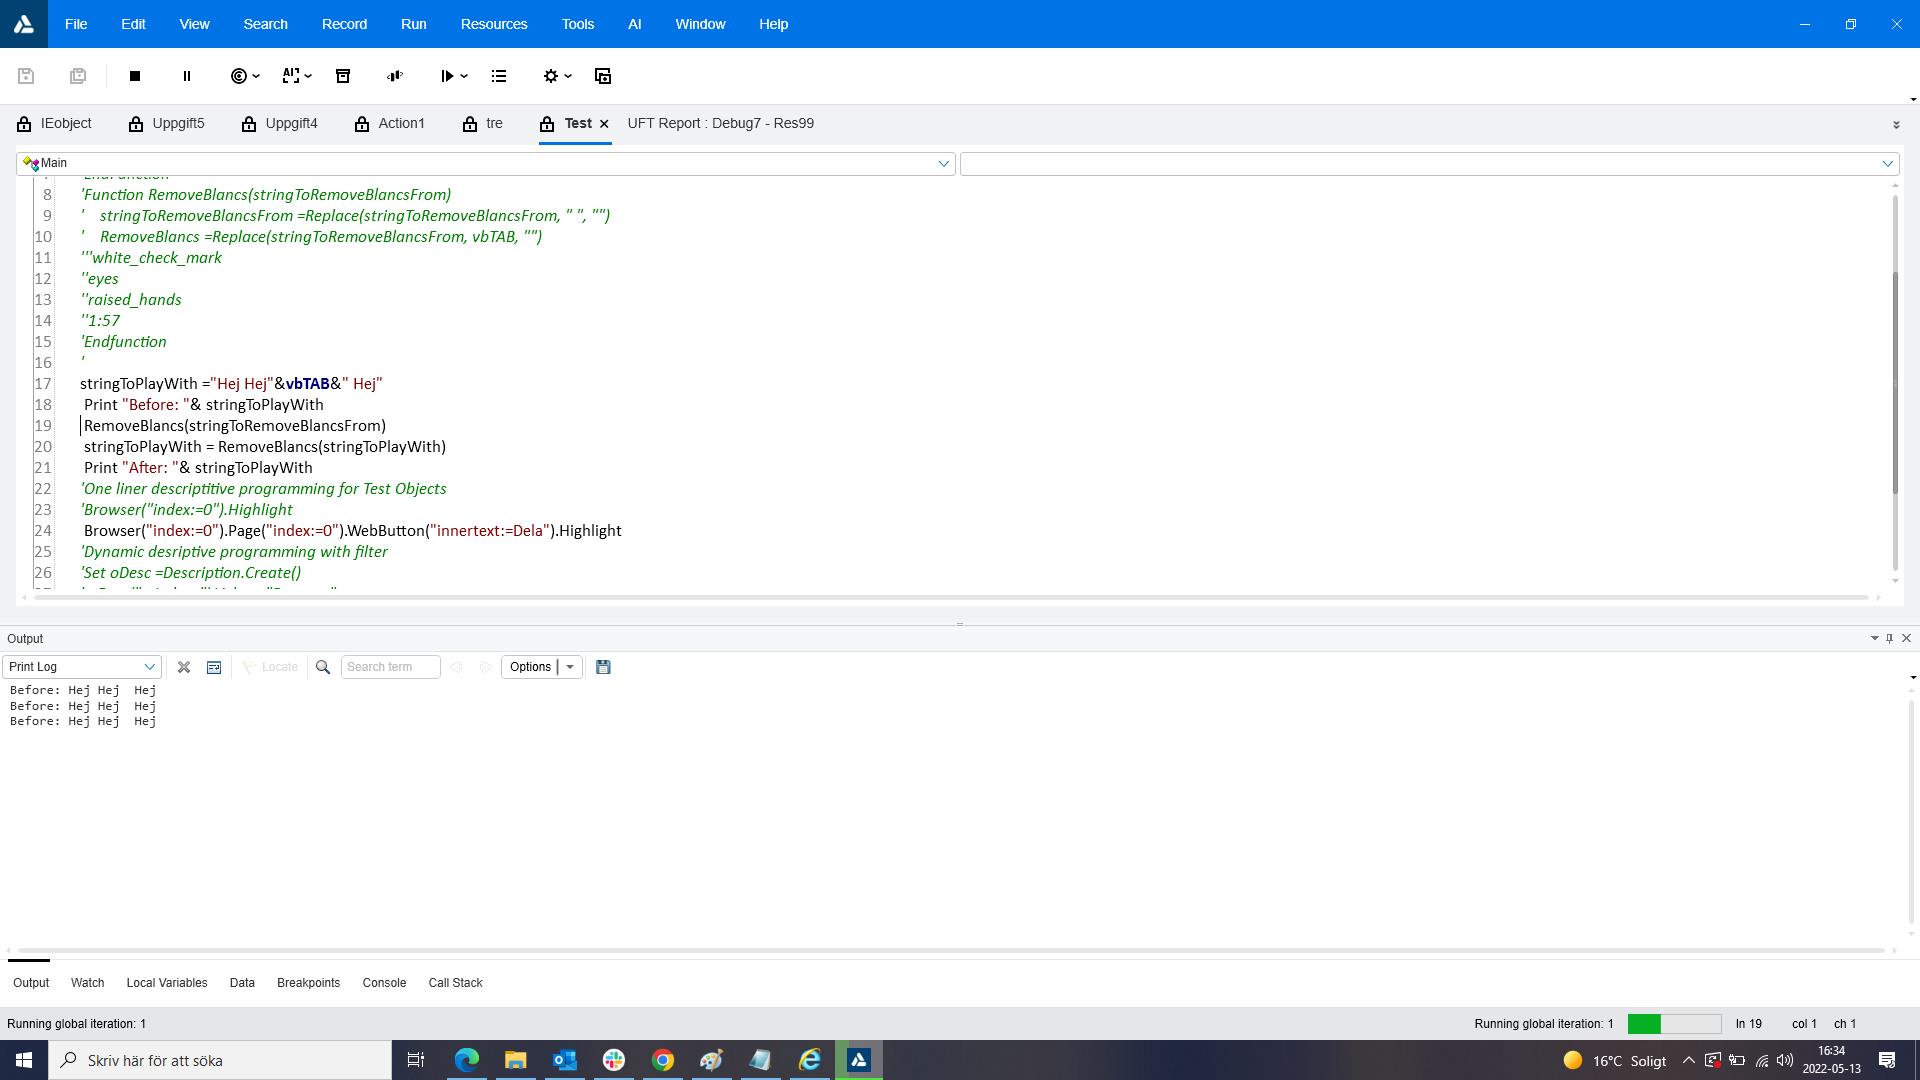 File Edit View Search Record Run Resources Tools AI Window Help
IEobject Uppgift5 Uppgift4 Action1 tre Test UFT Report : Debug7 - Res99
Main
8 'Function RemoveBlancs(stringToRemoveBlancsFrom)
9 ' stringToRemoveBlancsFrom =Replace(stringToRemoveBlancsFrom, " ", "")
10 ' RemoveBlancs =Replace(stringToRemoveBlancsFrom, vbTAB, "")
11 '''white_check_mark
12 ''eyes
13 ''raised_hands
14 ''1:57
15 'Endfunction
16 '
17 stringToPlayWith ="Hej Hej"&vbTAB&" Hej"
18 Print "Before: "& stringToPlayWith
19 RemoveBlancs(stringToRemoveBlancsFrom)
20 stringToPlayWith = RemoveBlancs(stringToPlayWith)
21 Print "After: "& stringToPlayWith
22 'One liner descriptitive programming for Test Objects
23 'Browser("index:=0").Highlight
24 Browser("index:=0").Page("index:=0").WebButton("innertext:=Dela").Highlight
25 'Dynamic desriptive programming with filter
26 'Set oDesc =Description.Create()
Output
Print Log Locate Search term Options
Before: Hej Hej  Hej
Before: Hej Hej  Hej
Before: Hej Hej  Hej
Output Watch Local Variables Data Breakpoints Console Call Stack
Running global iteration: 1 Running global iteration: 1 ln 19 col 1 ch 1
Skriv här för att söka 16°C Soligt 16:34
2022-05-13